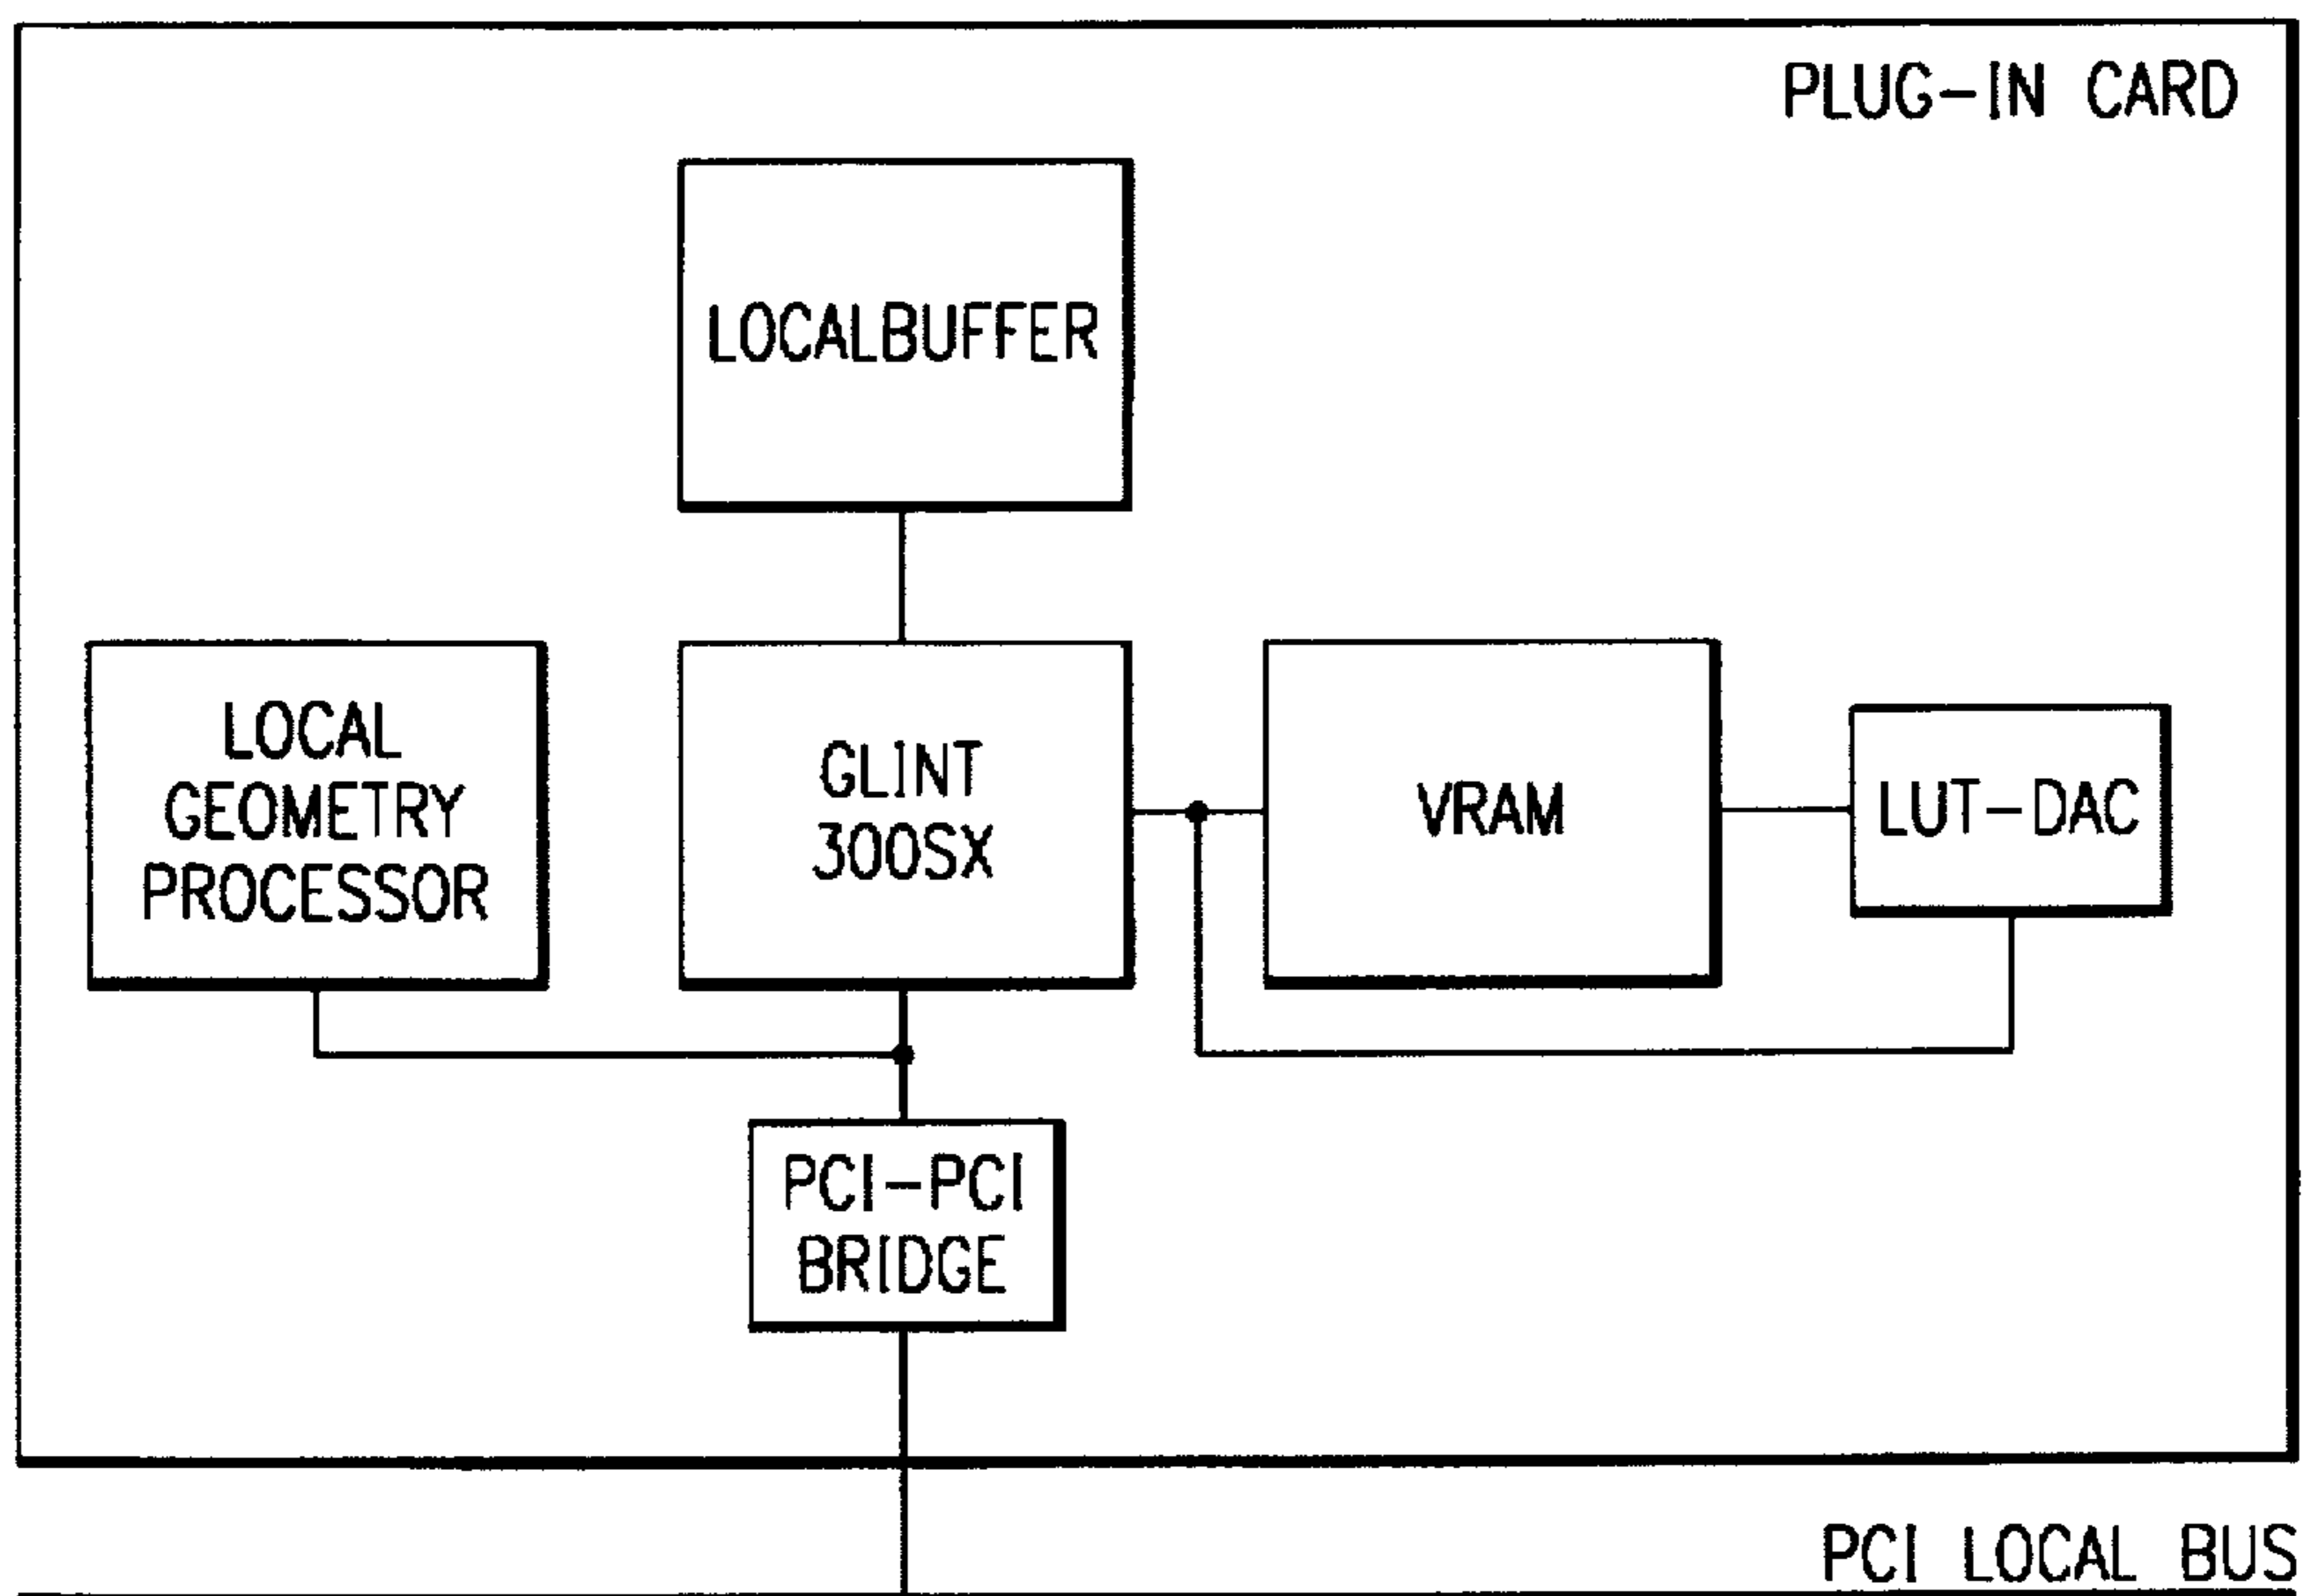 PLUG-IN CARD
LOCALBUFFER
LOCAL
GEOMETRY
PROCESSOR
GLINT
300SX
VRAM
LUT-DAC
PCI-PCI
BRIDGE
PCI LOCAL BUS